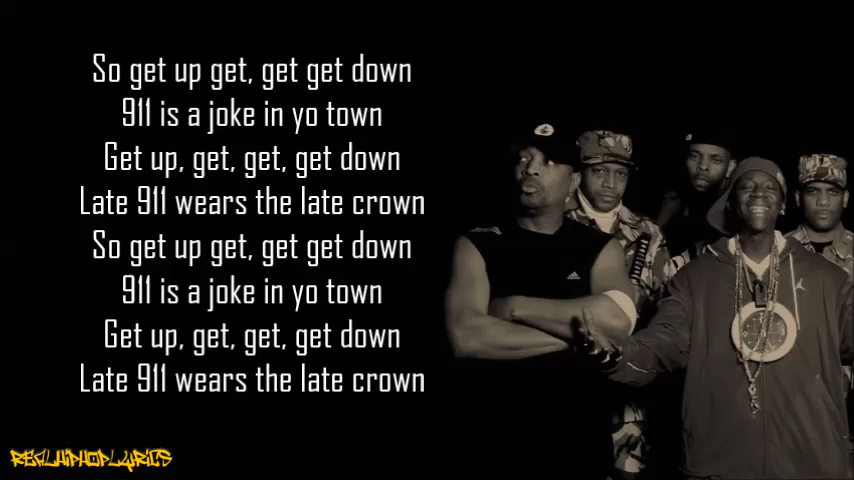 So get up get, get get down
911 is a joke in yo town
Get up, get, get, get down
Late 911 wears the late crown
So get up get, get get down
911 is a joke in yo town
Get up, get, get, get down
Late 911 wears the late crown
REALHIPHOPLYRICS